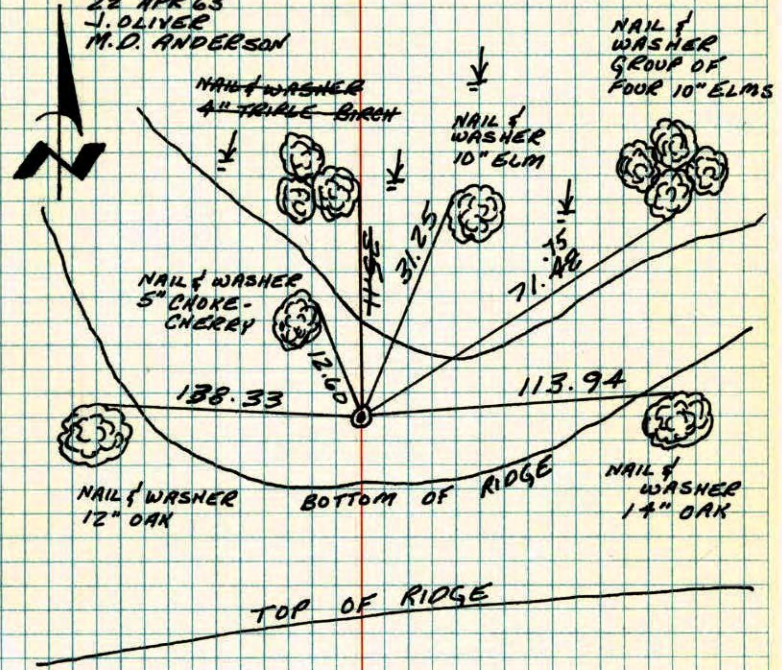 22 APR 63
J. OLIVER
M.D. ANDERSON
NAIL & WASHER
4" TRIPLE BIRCH
NAIL &
WASHER
10" ELM
NAIL &
WASHER
GROUP OF
FOUR 10" ELMS
NAIL & WASHER
5" CHOKE-
CHERRY
31.25
.75
71.48
12.60
138.33
113.94
NAIL & WASHER
12" OAK
BOTTOM OF RIDGE
NAIL &
WASHER
14" OAK
TOP OF RIDGE